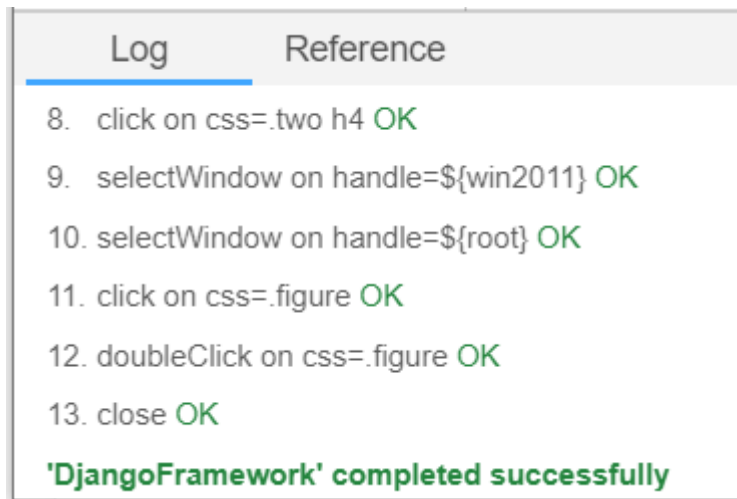 Log Reference
8. click on css=.two h4 OK
9. selectWindow on handle=${win2011} OK
10. selectWindow on handle=${root} OK
11. click on css=.figure OK
12. doubleClick on css=.figure OK
13. close OK
'DjangoFramework' completed successfully